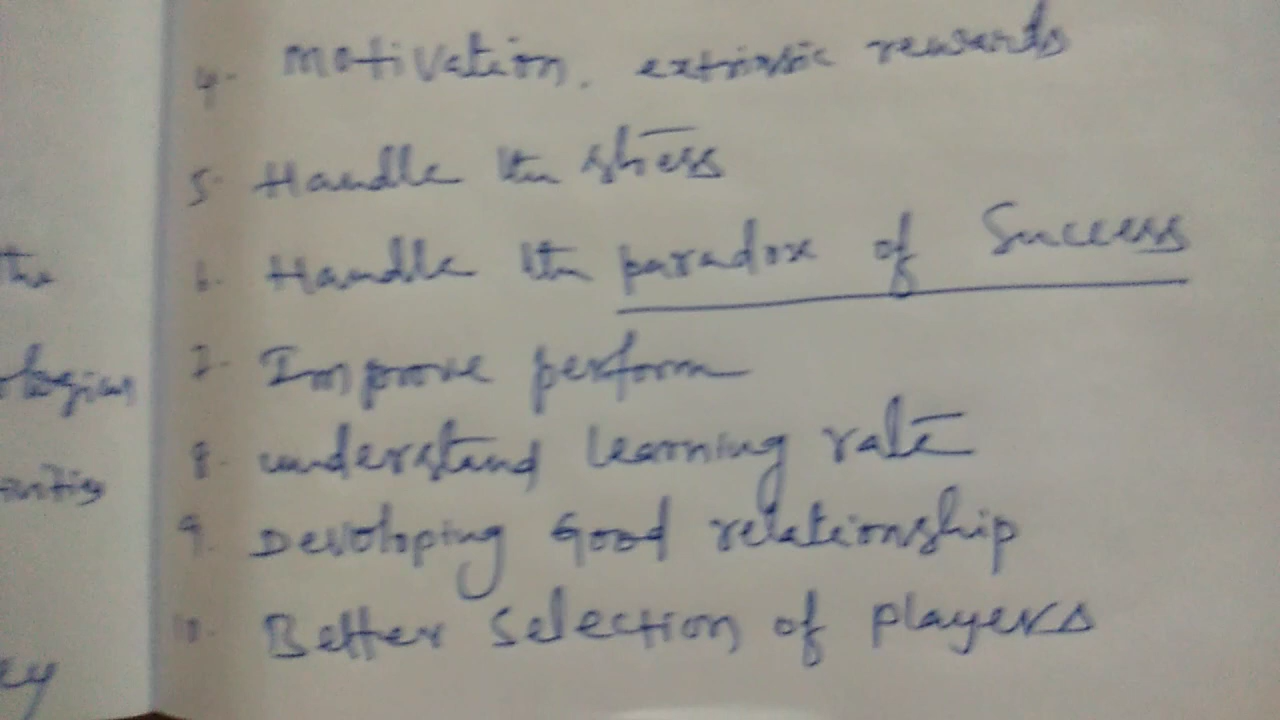 4. Motivation. extrinsic rewards
5. Handle the stress
6. Handle the paradox of Success
7. Improve perform
8. understand learning rate
9. Developing Good relationship
10. Better Selection of players
the